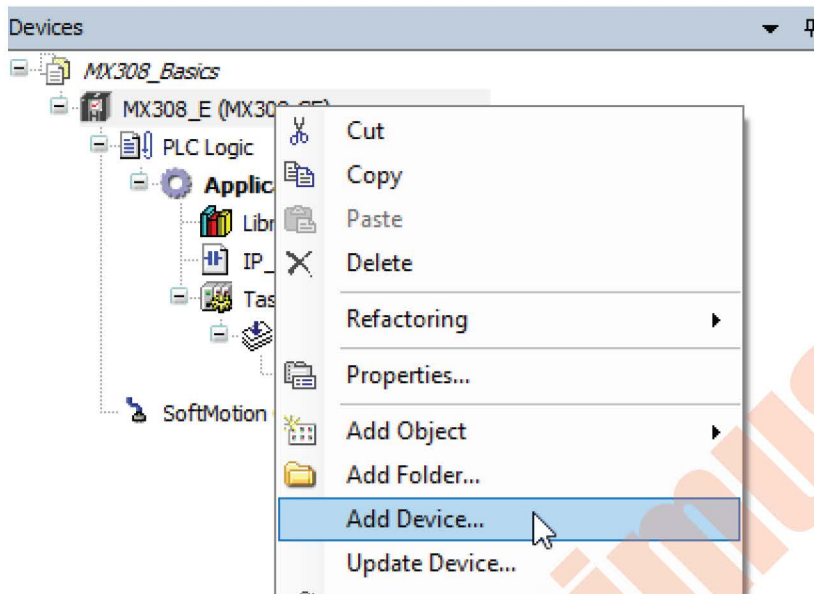 Devices
MX308_Basics
MX308_E (MX308
PLC Logic
Applic
Libr
IP_
Tas
SoftMotion
Cut
Copy
Paste
Delete
Refactoring
Properties...
Add Object
Add Folder...
Add Device...
Update Device...